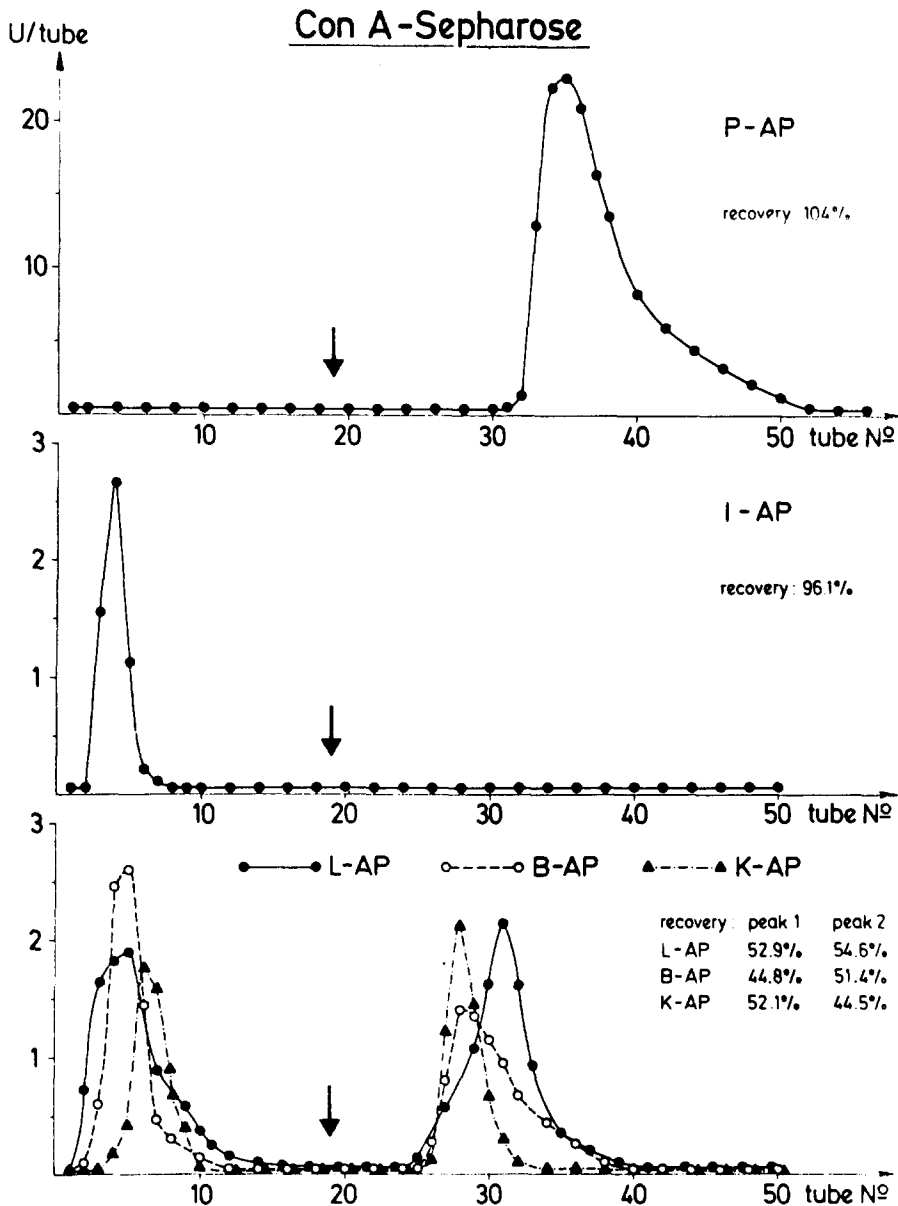 Con A-Sepharose
U/tube
20
10
P-AP
recovery 104%
10 20 30 40 50 tube Nº
3
2
1
I-AP
recovery: 96.1%
10 20 30 40 50 tube Nº
3
2
1
L-AP B-AP K-AP
recovery: peak 1 peak 2
L-AP 52.9% 54.6%
B-AP 44.8% 51.4%
K-AP 52.1% 44.5%
10 20 30 40 50 tube Nº